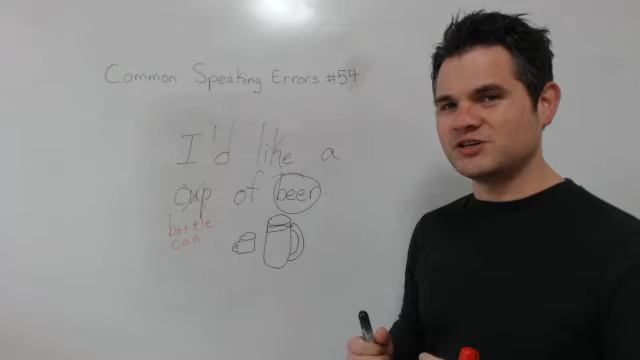 Common Speaking Errors #54
I'd like a
cup of beer.
bottle
can